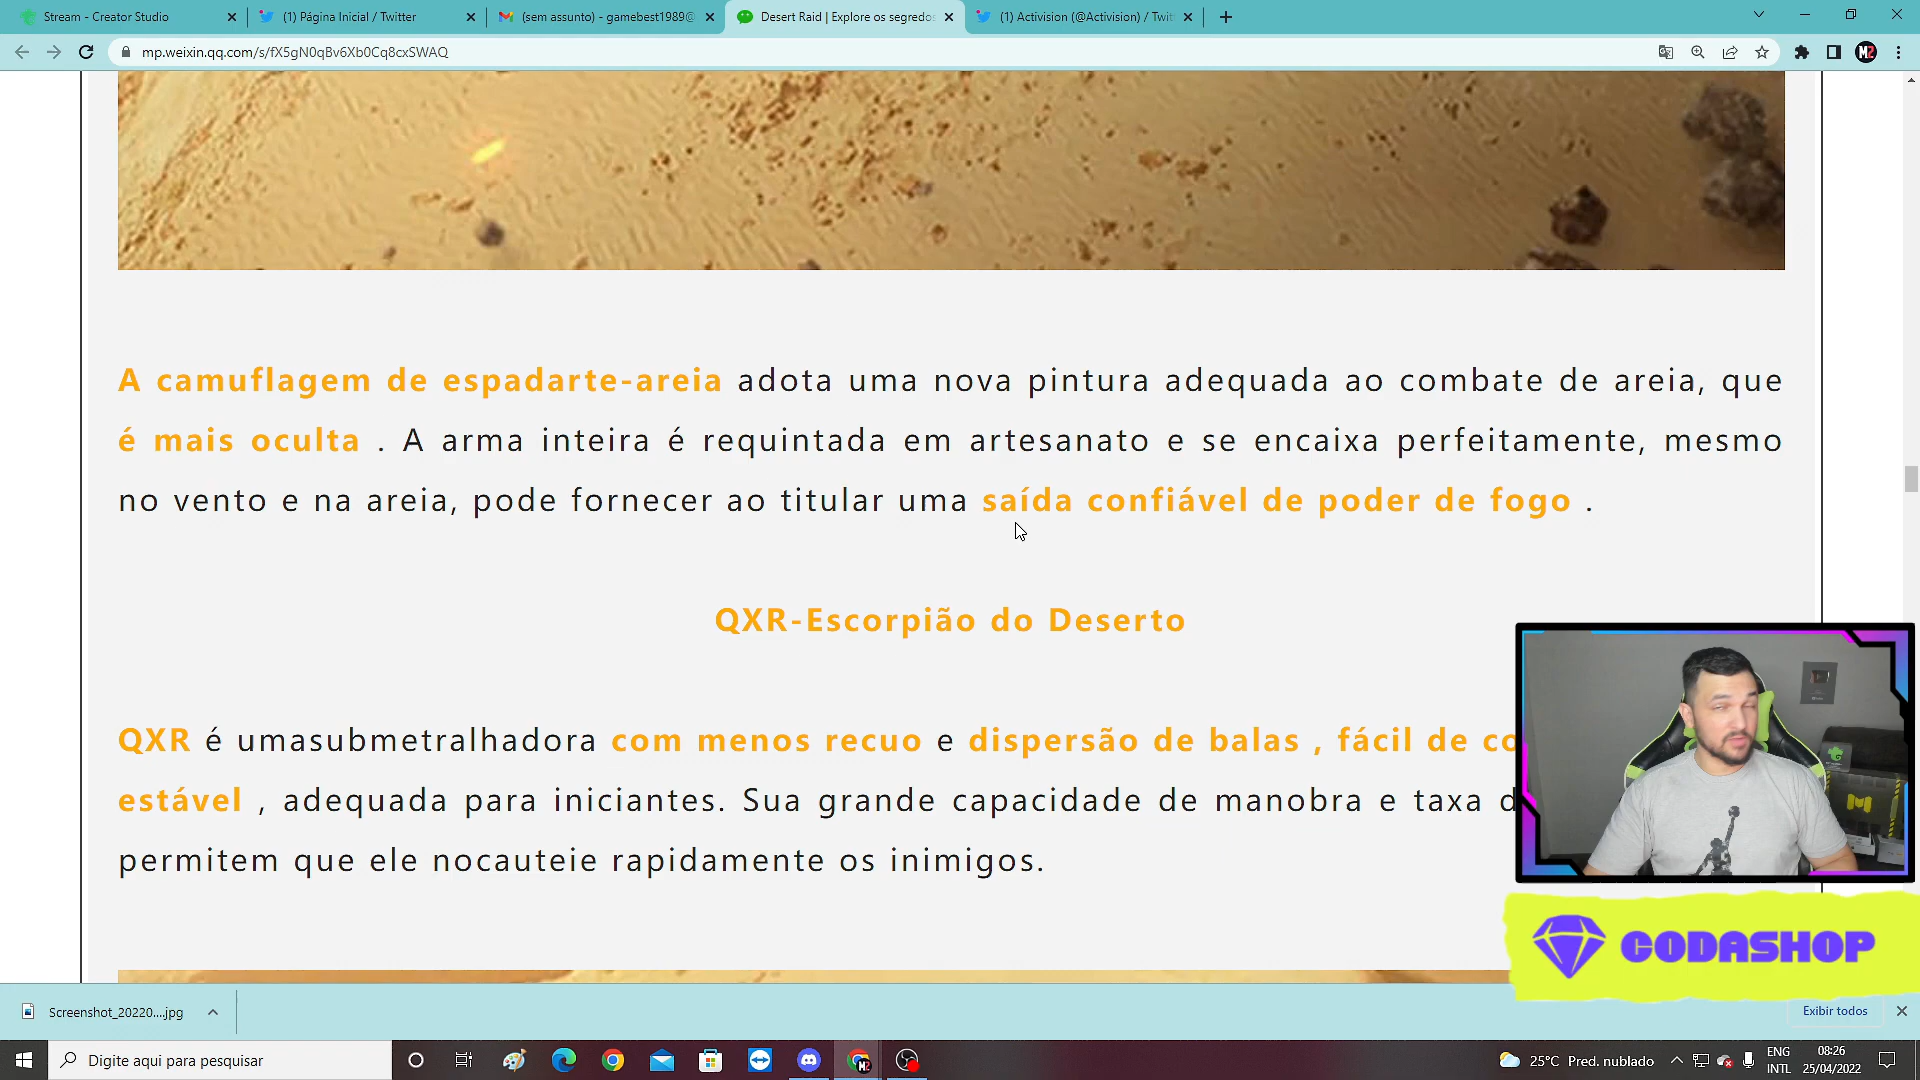 Stream - Creator Studio
(1) Página Inicial / Twitter
(sem assunto) - gamebest1989@
Desert Raid | Explore os segredos
(1) Activision (@Activision) / Twit
mp.weixin.qq.com/s/fX5gN0qBv6Xb0Cq8cxSWAQ
A camuflagem de espadarte-areia adota uma nova pintura adequada ao combate de areia, que
é mais oculta . A arma inteira é requintada em artesanato e se encaixa perfeitamente, mesmo
no vento e na areia, pode fornecer ao titular uma saída confiável de poder de fogo .
QXR-Escorpião do Deserto
QXR é umasubmetralhadora com menos recuo e dispersão de balas , fácil de co
estável , adequada para iniciantes. Sua grande capacidade de manobra e taxa d
permitem que ele nocauteie rapidamente os inimigos.
CODASHOP
Screenshot_20220....jpg
Exibir todos
Digite aqui para pesquisar
25°C Pred. nublado
ENG
INTL
08:26
25/04/2022